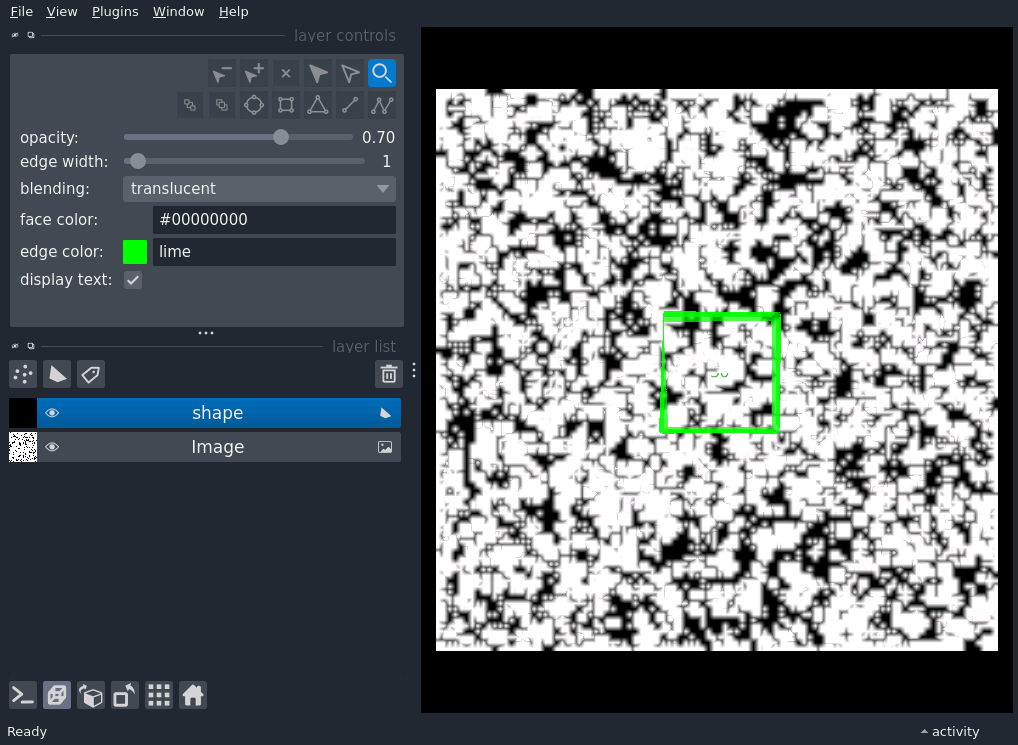 File View Plugins Window Help
layer controls
opacity: 0.70
edge width: 1
blending: translucent
face color: #00000000
edge color: lime
display text:
layer list
shape
Image
Ready
activity